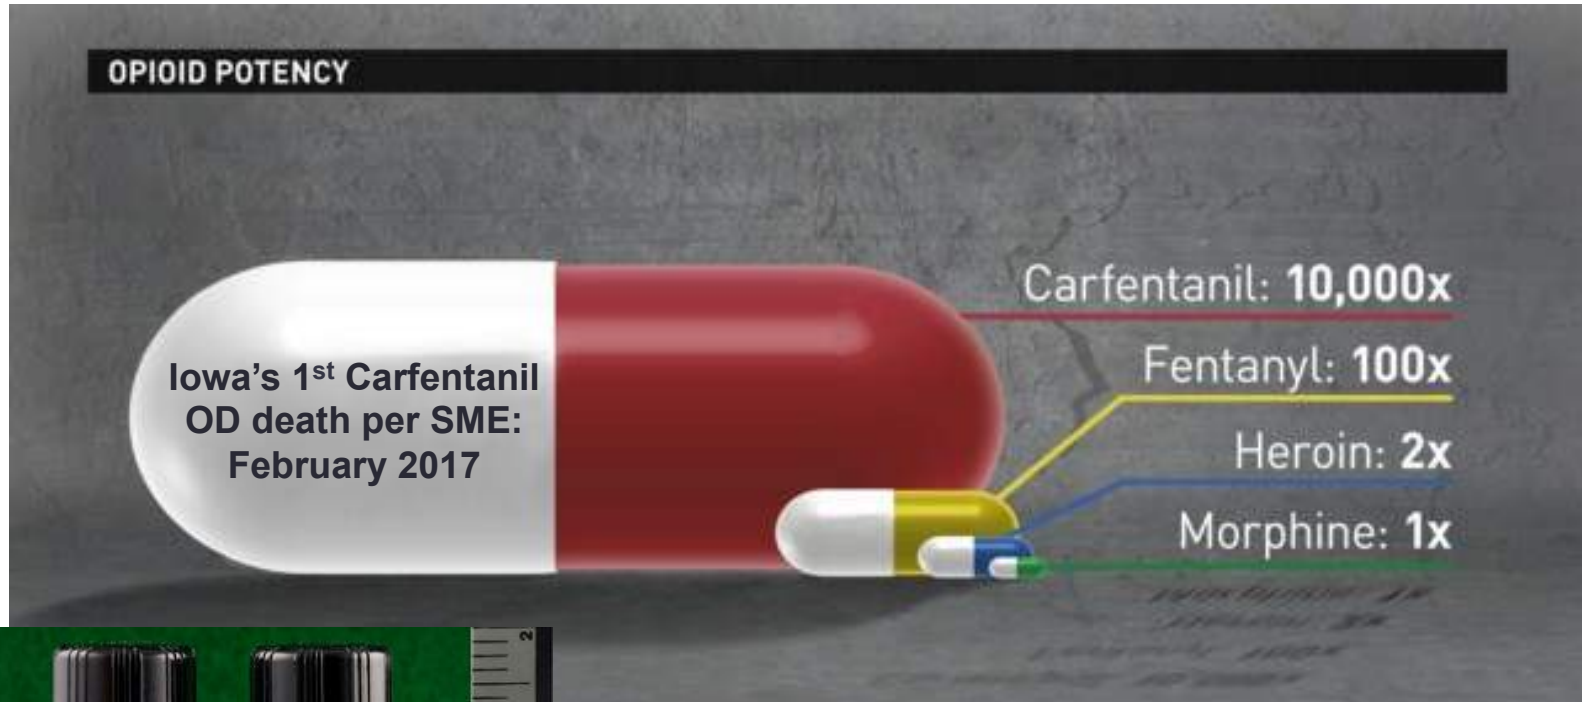 OPIOID POTENCY
Iowa's 1st Carfentanil
OD death per SME:
February 2017
Carfentanil: 10,000x
Fentanyl: 100x
Heroin: 2x
Morphine: 1x
2